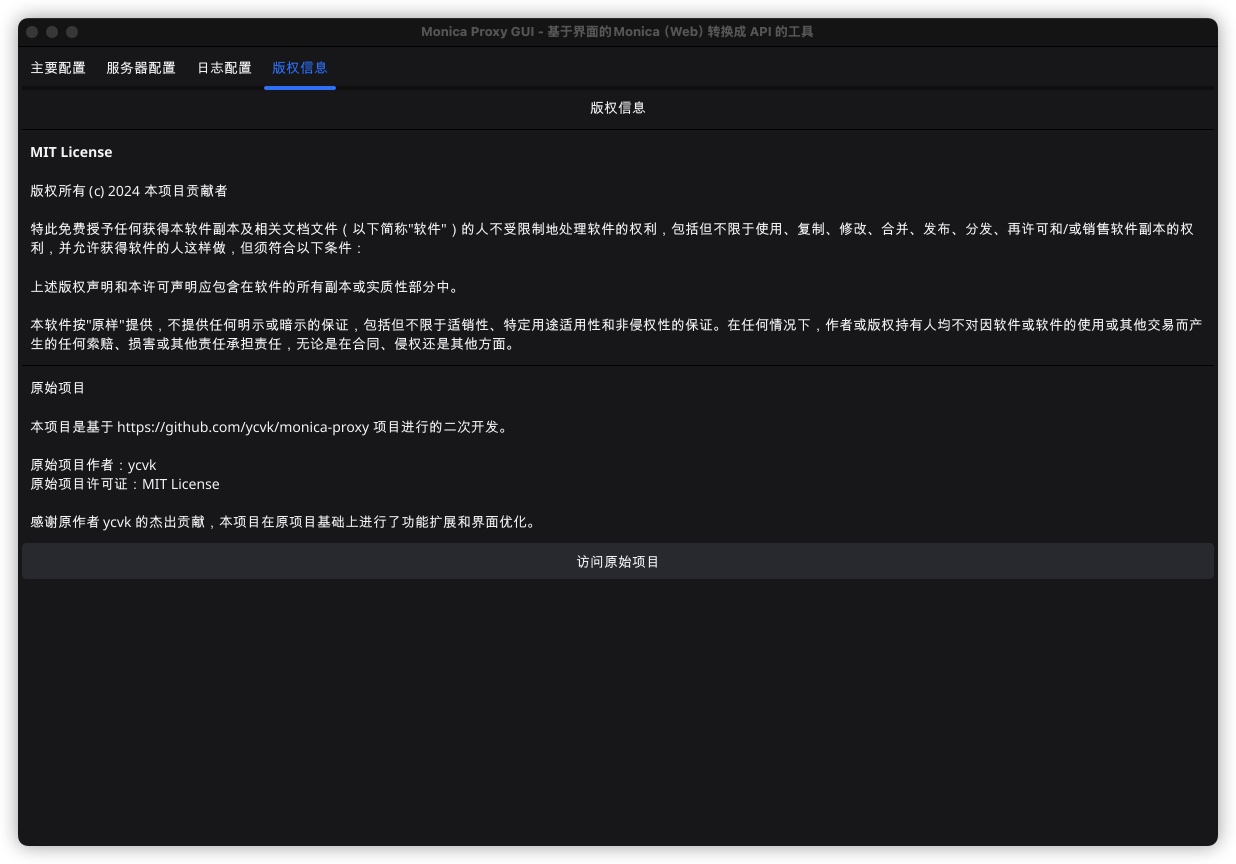 Monica Proxy GUI - 基于界面的Monica (Web) 转换成 API 的工具
主要配置 服务器配置 日志配置 版权信息
版权信息
MIT License
版权所有 (c) 2024 本项目贡献者
特此免费授予任何获得本软件副本及相关文档文件（以下简称"软件"）的人不受限制地处理软件的权利，包括但不限于使用、复制、修改、合并、发布、分发、再许可和/或销售软件副本的权
利，并允许获得软件的人这样做，但须符合以下条件：
上述版权声明和本许可声明应包含在软件的所有副本或实质性部分中。
本软件按"原样"提供，不提供任何明示或暗示的保证，包括但不限于适销性、特定用途适用性和非侵权性的保证。在任何情况下，作者或版权持有人均不对因软件或软件的使用或其他交易而产
生的任何索赔、损害或其他责任承担责任，无论是在合同、侵权还是其他方面。
原始项目
本项目是基于 https://github.com/ycvk/monica-proxy 项目进行的二次开发。
原始项目作者：ycvk
原始项目许可证：MIT License
感谢原作者 ycvk 的杰出贡献，本项目在原项目基础上进行了功能扩展和界面优化。
访问原始项目